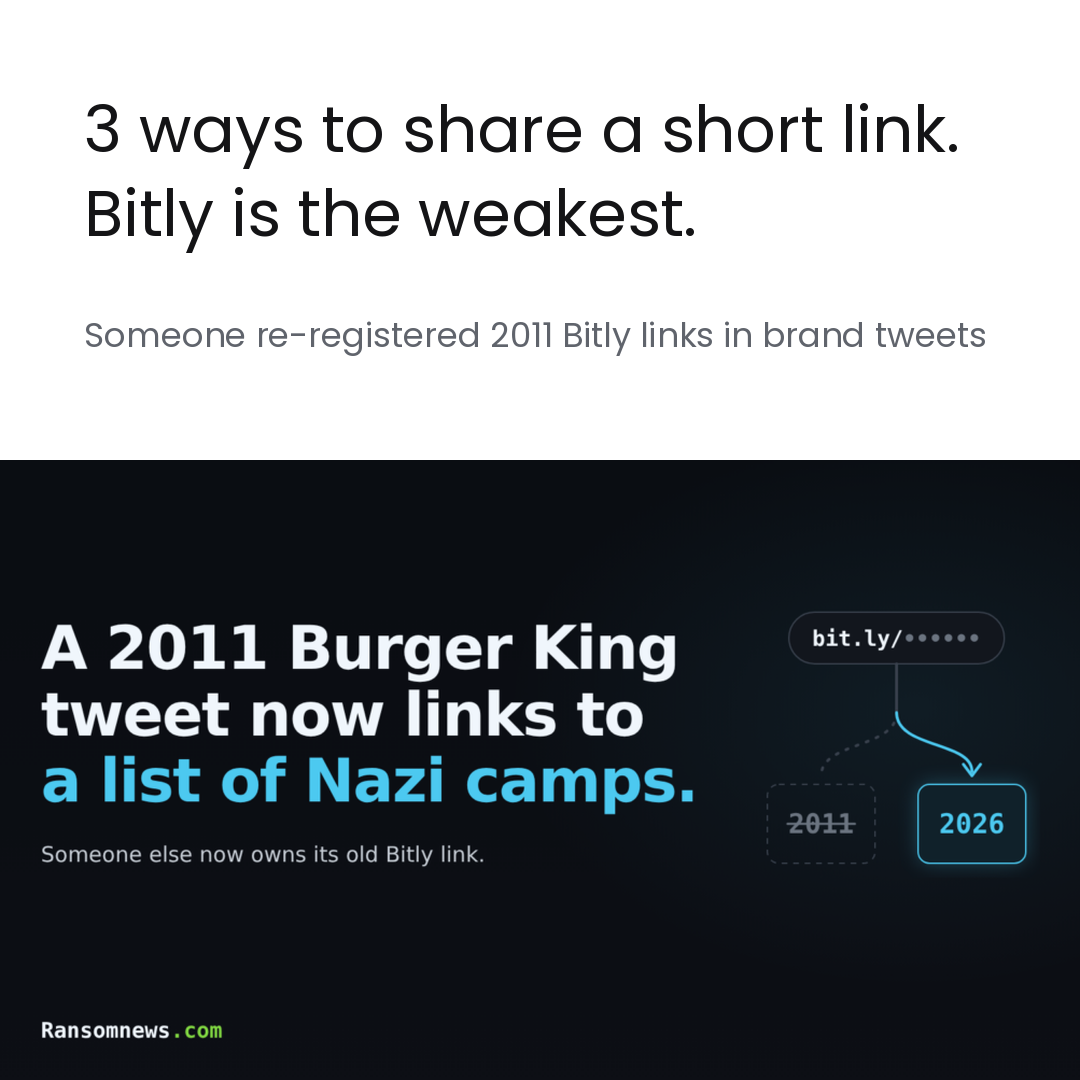 3 ways to share a short link.
Bitly is the weakest.
Someone re-registered 2011 Bitly links in brand tweets
A 2011 Burger King
tweet now links to
a list of Nazi camps.
Someone else now owns its old Bitly link.
bit.ly/••••••
2011
2026
Ransomnews.com